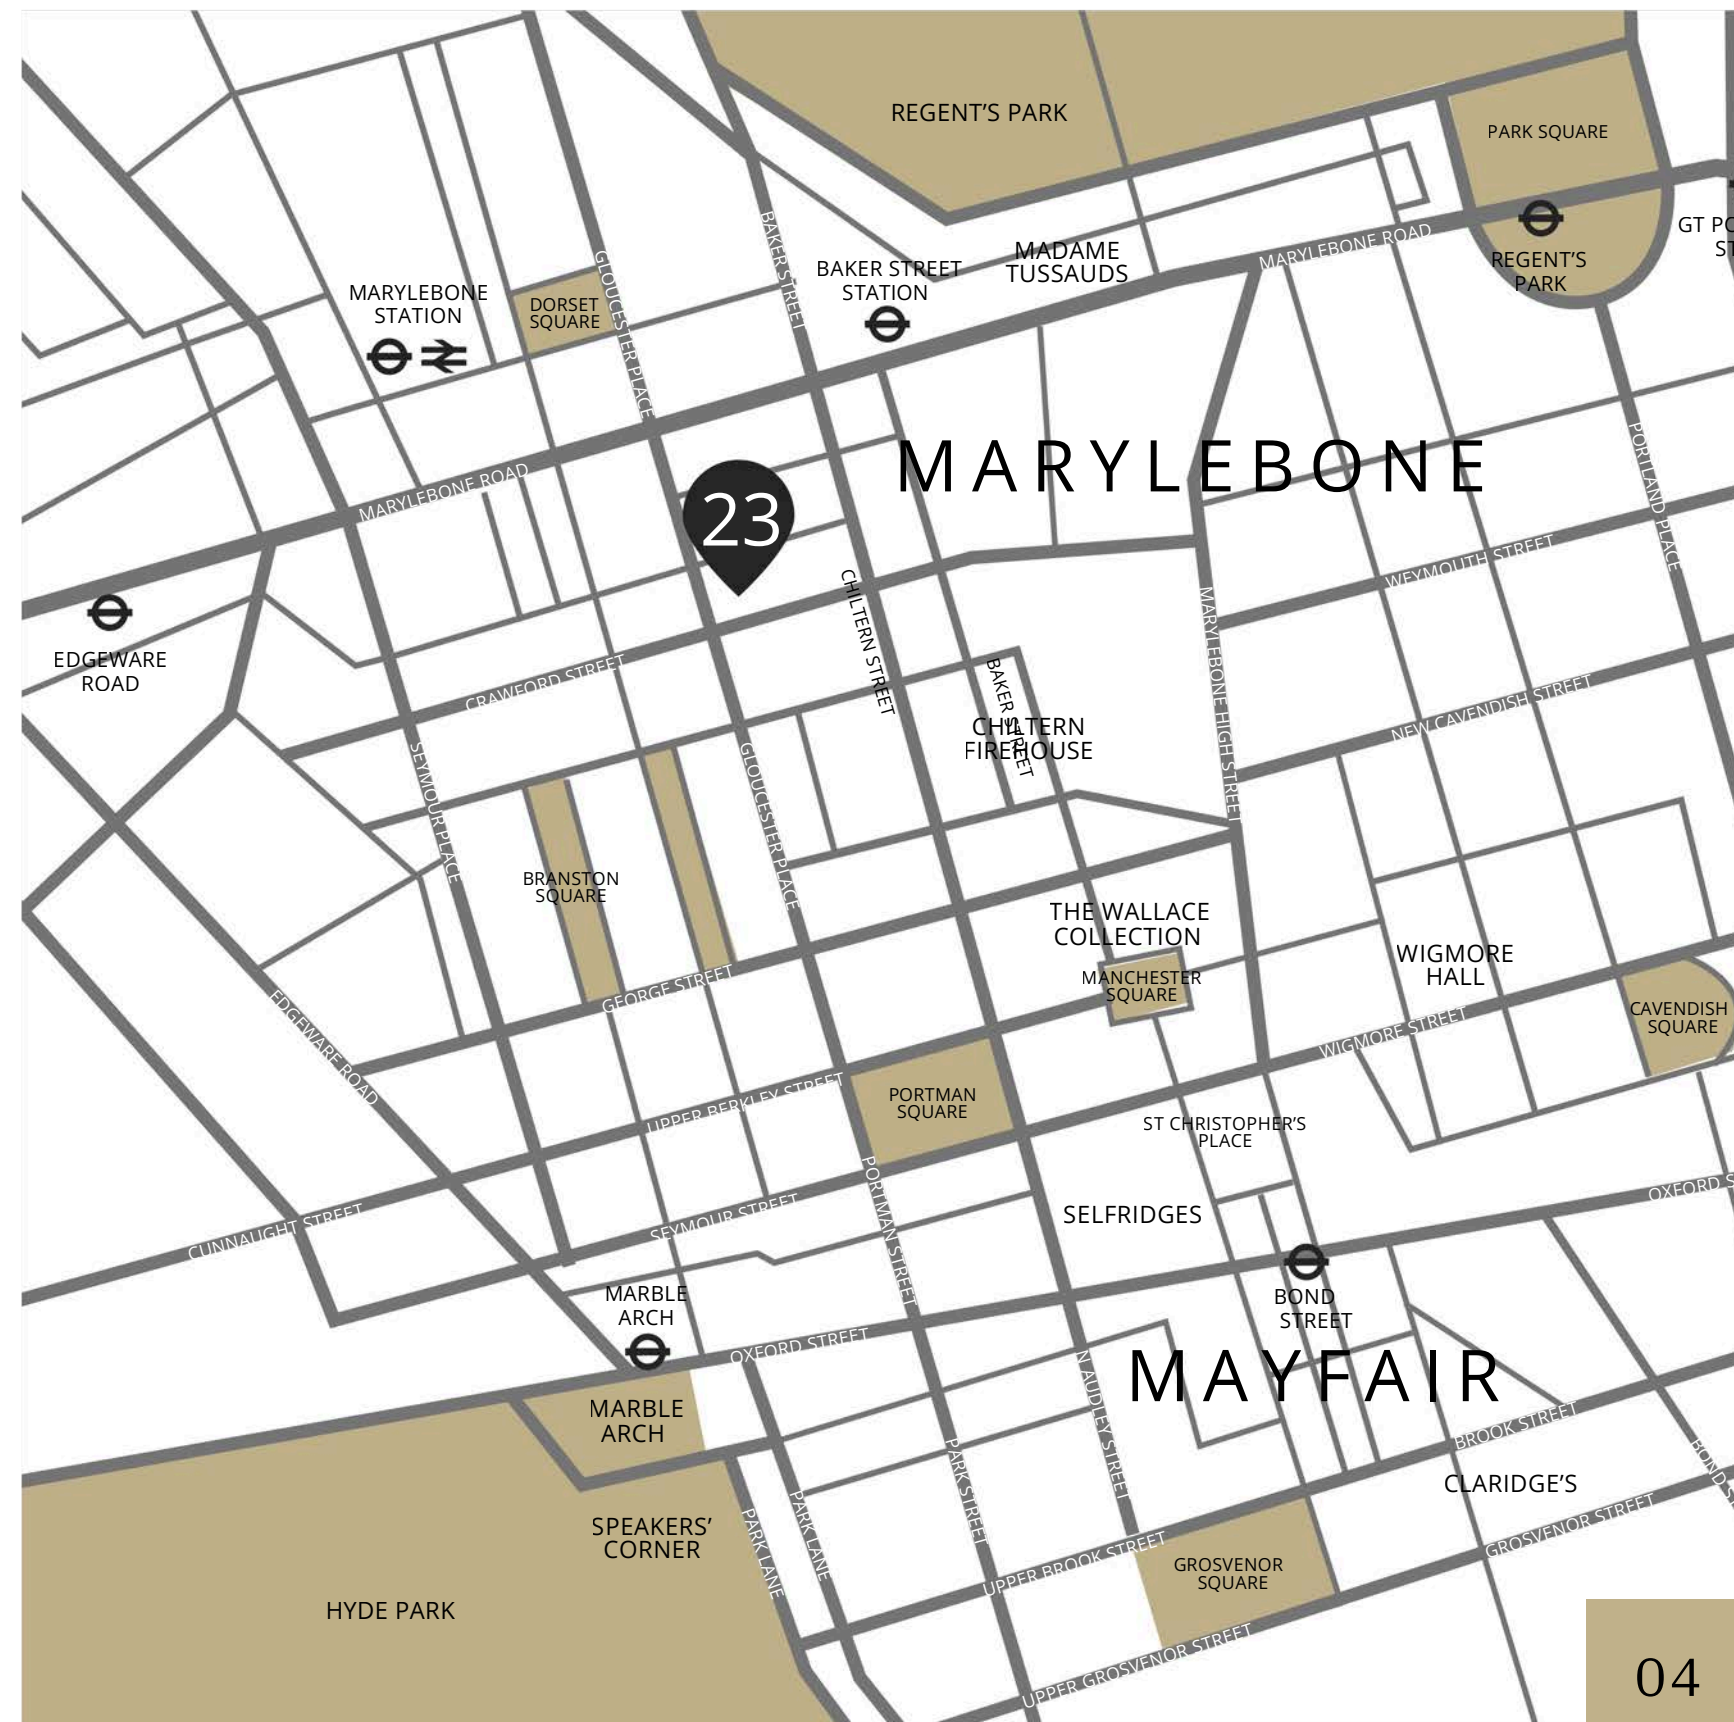 REGENT'S PARK
PARK SQUARE
GT PO
ST
MARYLEBONE ROAD
REGENT'S
PARK
MADAME
TUSSAUDS
BAKER STREET
BAKER STREET
STATION
GLOUCESTER PLACE
MARYLEBONE
STATION
DORSET
SQUARE
MARYLEBONE
MARYLEBONE ROAD
23
PORTLAND PLACE
WEYMOUTH STREET
EDGEWARE
ROAD
CRAWFORD STREET
CHILTERN STREET
BAKER STREET
MARYLEBONE HIGH STREET
NEW CAVENDISH STREET
CHILTERN
FIREHOUSE
SEYMOUR PLACE
GLOUCESTER PLACE
BRANSTON
SQUARE
THE WALLACE
COLLECTION
MANCHESTER
SQUARE
WIGMORE
HALL
GEORGE STREET
EDGEWARE ROAD
WIGMORE STREET
CAVENDISH
SQUARE
UPPER BERKLEY STREET
PORTMAN
SQUARE
ST CHRISTOPHER'S
PLACE
CUNNAUGHT STREET
SEYMOUR STREET
PORTMAN STREET
SELFRIDGES
OXFORD S
MARBLE
ARCH
BOND
STREET
OXFORD STREET
MAYFAIR
MARBLE
ARCH
N AUDLEY STREET
BROOK STREET
BOND S
CLARIDGE'S
SPEAKERS'
CORNER
PARK LANE
PARK LANE
PARK STREET
GROSVENOR STREET
UPPER BROOK STREET
GROSVENOR
SQUARE
HYDE PARK
UPPER GROSVENOR STREET
04